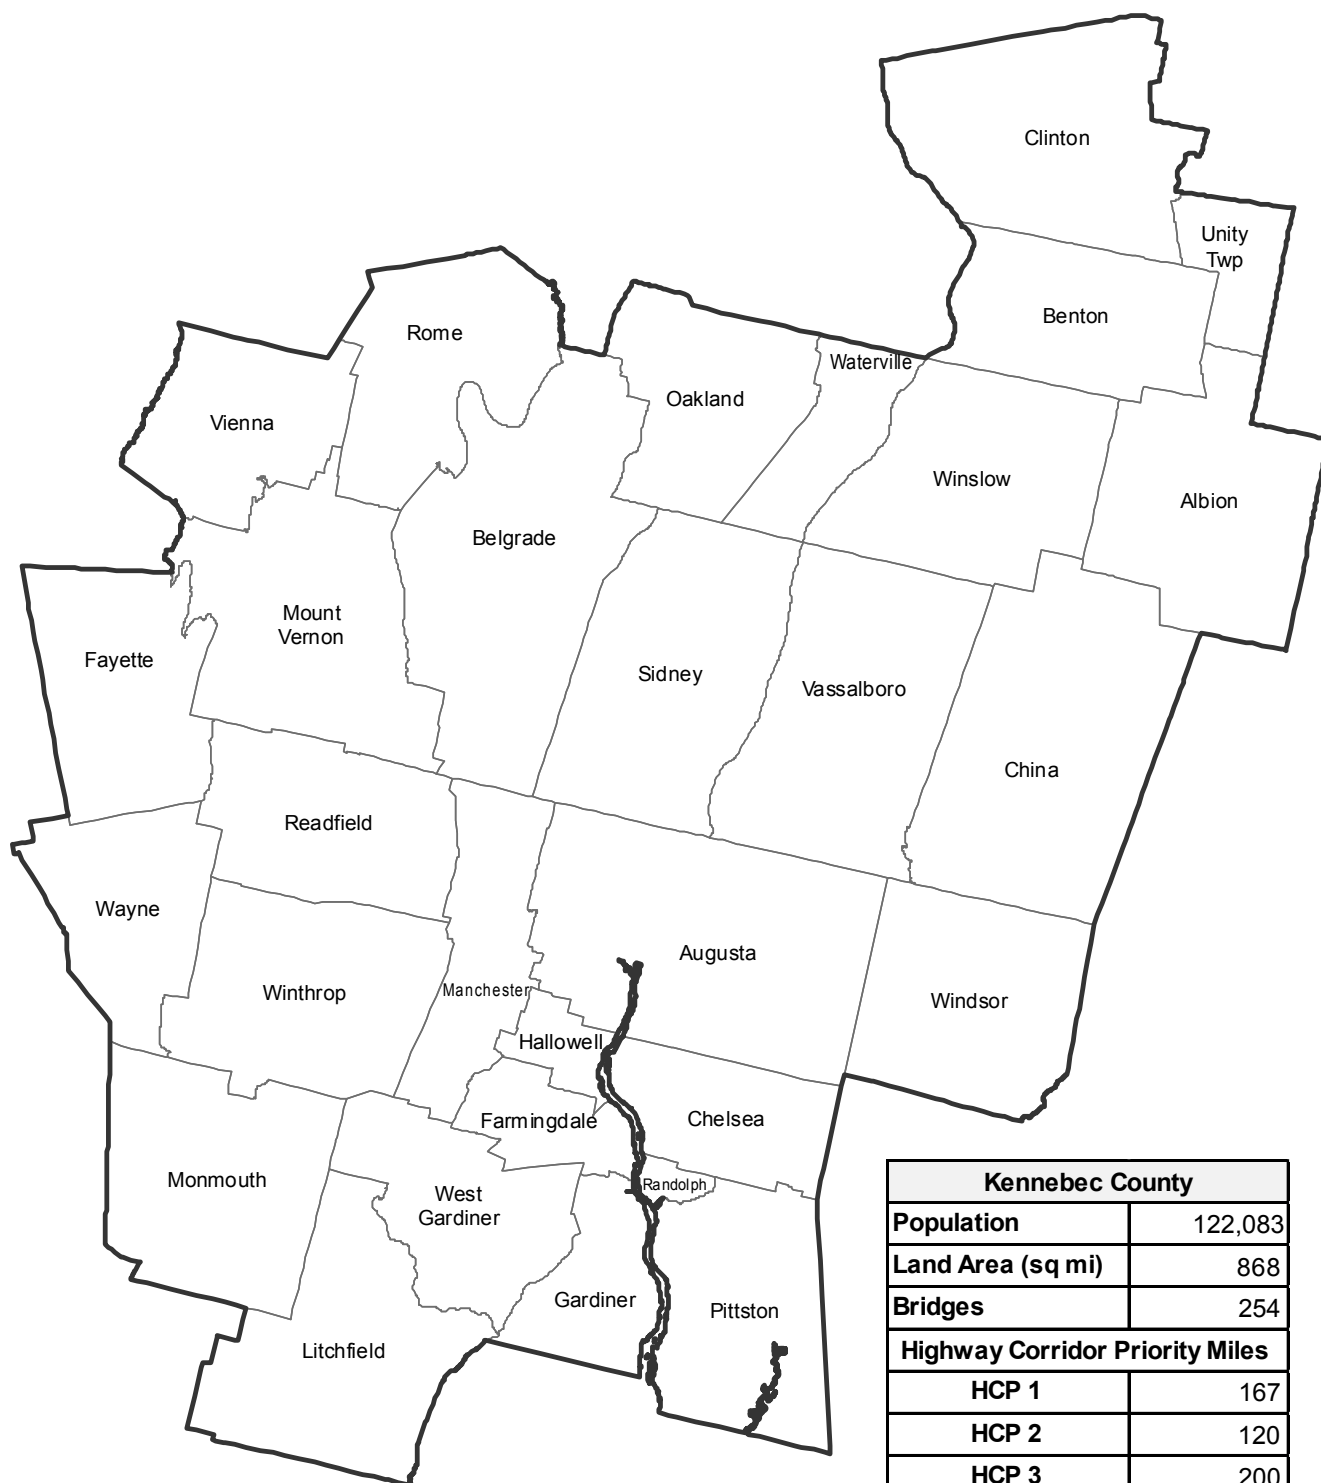 Clinton
Unity
Twp
Benton
Rome
Waterville
Oakland
Vienna
Winslow
Albion
Belgrade
Mount
Vernon
Fayette
Sidney
Vassalboro
China
Readfield
Wayne
Augusta
Winthrop
Manchester
Windsor
Hallowell
Farmingdale
Chelsea
Monmouth
Randolph
West
Gardiner
Gardiner
Pittston
Litchfield
Kennebec County
Population 122,083
Land Area (sq mi) 868
Bridges 254
Highway Corridor Priority Miles
HCP 1 167
HCP 2 120
HCP 3 200